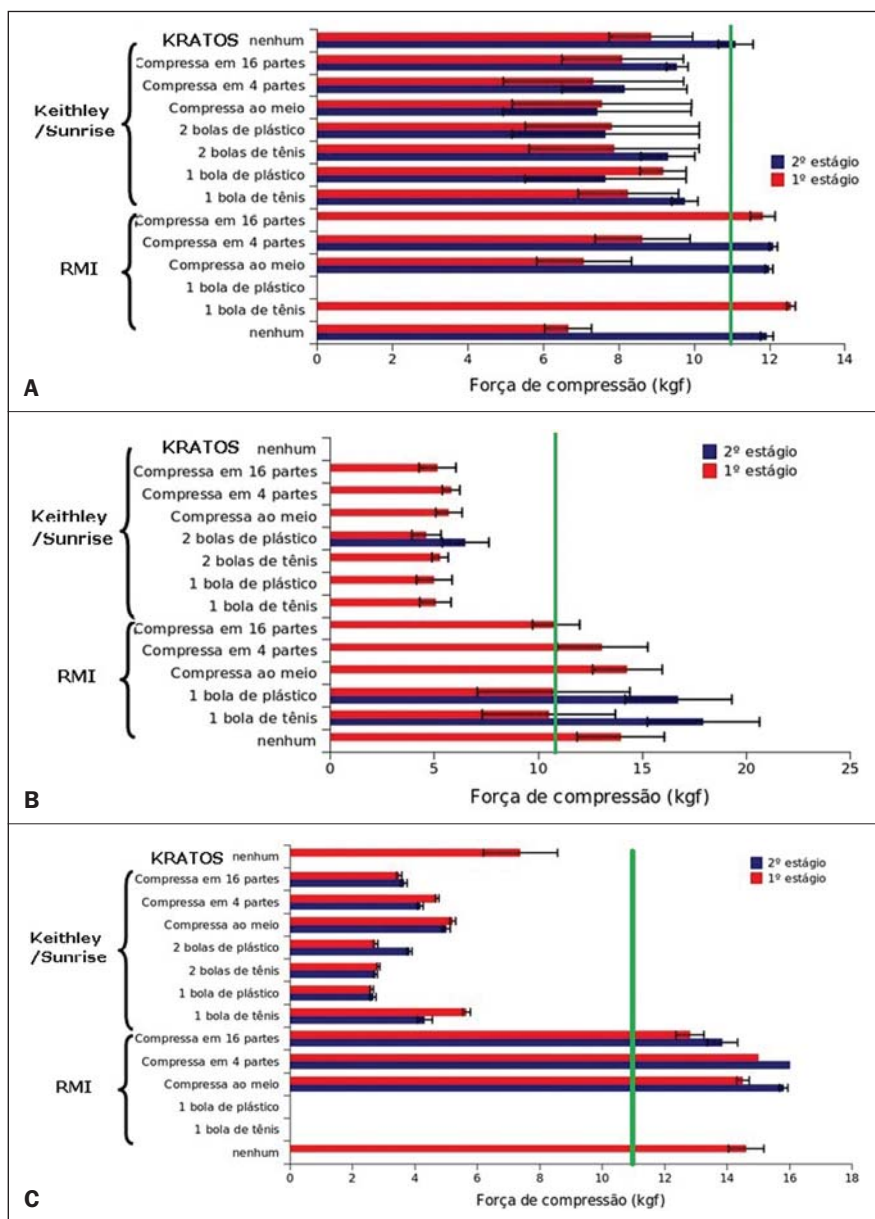 KRATOS nenhum
Compressa em 16 partes
Compressa em 4 partes
Keithley
/Sunrise
Compressa ao meio
2 bolas de plástico
2 bolas de tênis
1 bola de plástico
1 bola de tênis
2º estágio
1º estágio
RMI
Compressa em 16 partes
Compressa em 4 partes
Compressa ao meio
1 bola de plástico
1 bola de tênis
nenhum
0 2 4 6 8 10 12 14
Força de compressão (kgf)
A
KRATOS nenhum
Compressa em 16 partes
Compressa em 4 partes
Keithley
/Sunrise
Compressa ao meio
2 bolas de plástico
2 bolas de tênis
1 bola de plástico
1 bola de tênis
2º estágio
1º estágio
RMI
Compressa em 16 partes
Compressa em 4 partes
Compressa ao meio
1 bola de plástico
1 bola de tênis
nenhum
0 5 10 15 20 25
Força de compressão (kgf)
B
KRATOS nenhum
Compressa em 16 partes
Compressa em 4 partes
Keithley
/Sunrise
Compressa ao meio
2 bolas de plástico
2 bolas de tênis
1 bola de plástico
1 bola de tênis
2º estágio
1º estágio
RMI
Compressa em 16 partes
Compressa em 4 partes
Compressa ao meio
1 bola de plástico
1 bola de tênis
nenhum
0 2 4 6 8 10 12 14 16 18
Força de compressão (kgf)
C